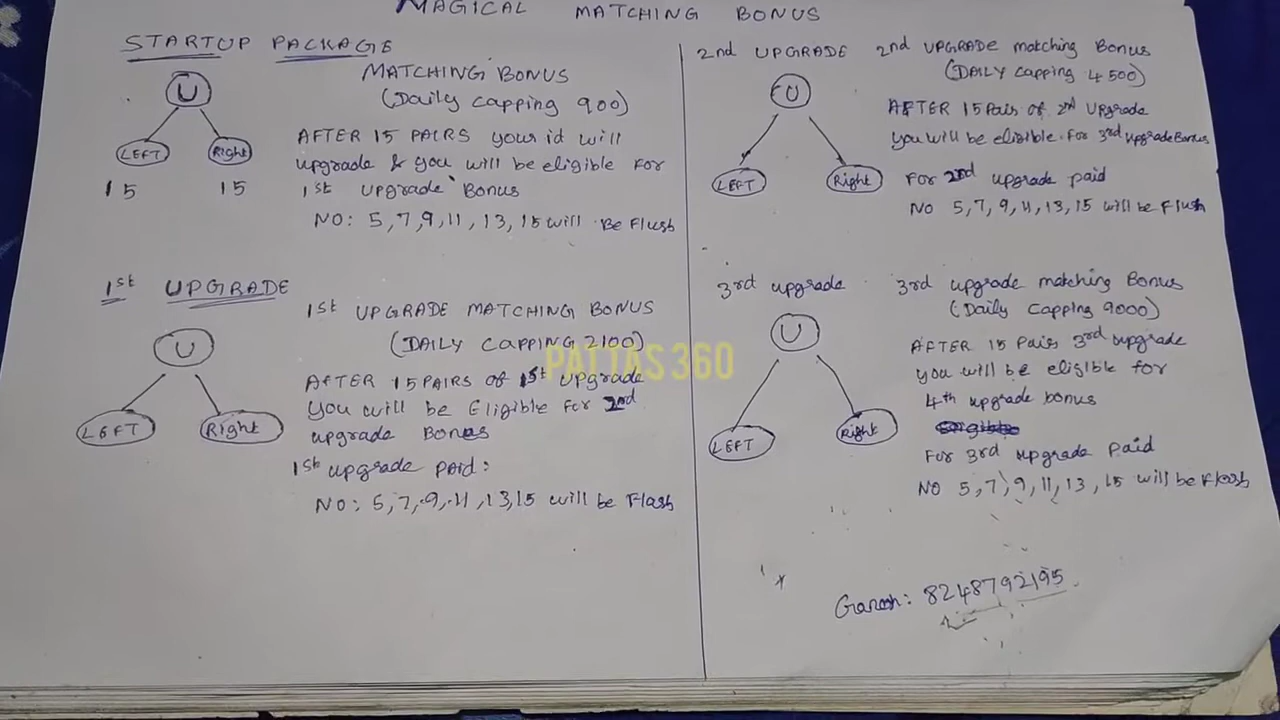 MAGICAL MATCHING BONUS
STARTUP PACKAGE
U
LEFT Right
15 15
MATCHING BONUS
(Daily capping 900)
AFTER 15 PAIRS your id will
upgrade & you will be eligible for
1st upgrade Bonus
NO: 5,7,9,11, 13, 15 will Be Flush
1st UPGRADE
U
LEFT Right
1st UPGRADE MATCHING BONUS
(DAILY CAPPING 2100)
AFTER 15 PAIRS of 1st upgrade
you will be Eligible for 2nd
upgrade Bonus
1st upgrade paid:
NO: 5,7,9,11,13,15 will be Flash
2nd UPGRADE
U
LEFT Right
2nd UPGRADE matching Bonus
(DAILY capping 4500)
AFTER 15 Pair of 2nd Upgrade
you will be eligible for 3rd upgrade Bonus
For 2nd upgrade paid
NO 5,7,9,11,13,15 will be Flush
3rd upgrade
U
LEFT Right
3rd upgrade matching Bonus
(Daily capping 9000)
AFTER 15 Pairs 3rd upgrade
you will be eligible for
4th upgrade bonus
For 3rd upgrade paid
NO 5,7,9,11,13,15 will be Flash
Ganesh: 8248792195
PATTAS 360